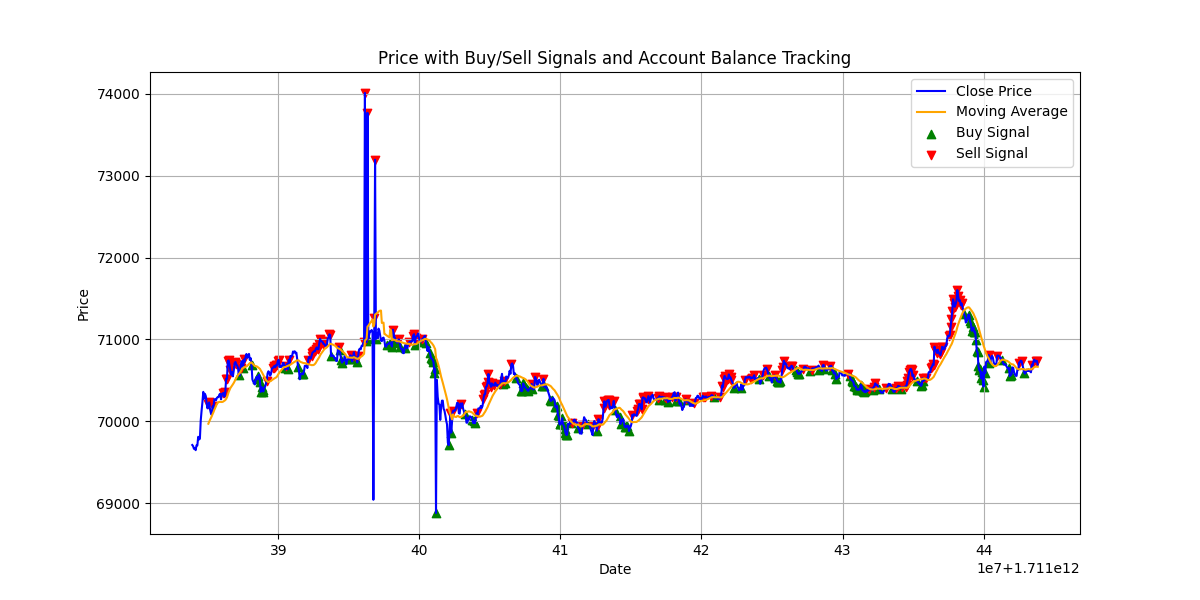 Price with Buy/Sell Signals and Account Balance Tracking
Close Price
Moving Average
Buy Signal
Sell Signal
74000
73000
72000
71000
70000
69000
Price
39 40 41 42 43 44
Date
1e7+1.711e12